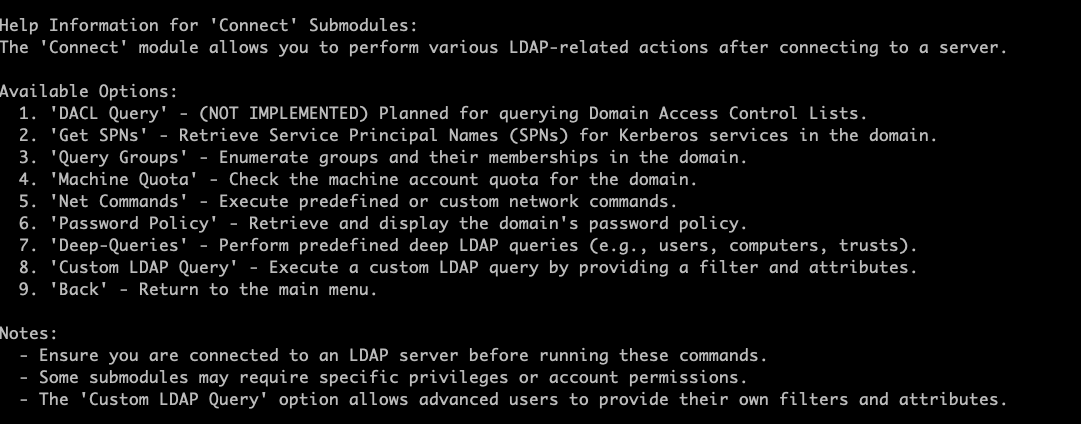 Help Information for 'Connect' Submodules:
The 'Connect' module allows you to perform various LDAP-related actions after connecting to a server.
Available Options:
1. 'DACL Query' - (NOT IMPLEMENTED) Planned for querying Domain Access Control Lists.
2. 'Get SPNs' - Retrieve Service Principal Names (SPNs) for Kerberos services in the domain.
3. 'Query Groups' - Enumerate groups and their memberships in the domain.
4. 'Machine Quota' - Check the machine account quota for the domain.
5. 'Net Commands' - Execute predefined or custom network commands.
6. 'Password Policy' - Retrieve and display the domain's password policy.
7. 'Deep-Queries' - Perform predefined deep LDAP queries (e.g., users, computers, trusts).
8. 'Custom LDAP Query' - Execute a custom LDAP query by providing a filter and attributes.
9. 'Back' - Return to the main menu.
Notes:
- Ensure you are connected to an LDAP server before running these commands.
- Some submodules may require specific privileges or account permissions.
- The 'Custom LDAP Query' option allows advanced users to provide their own filters and attributes.